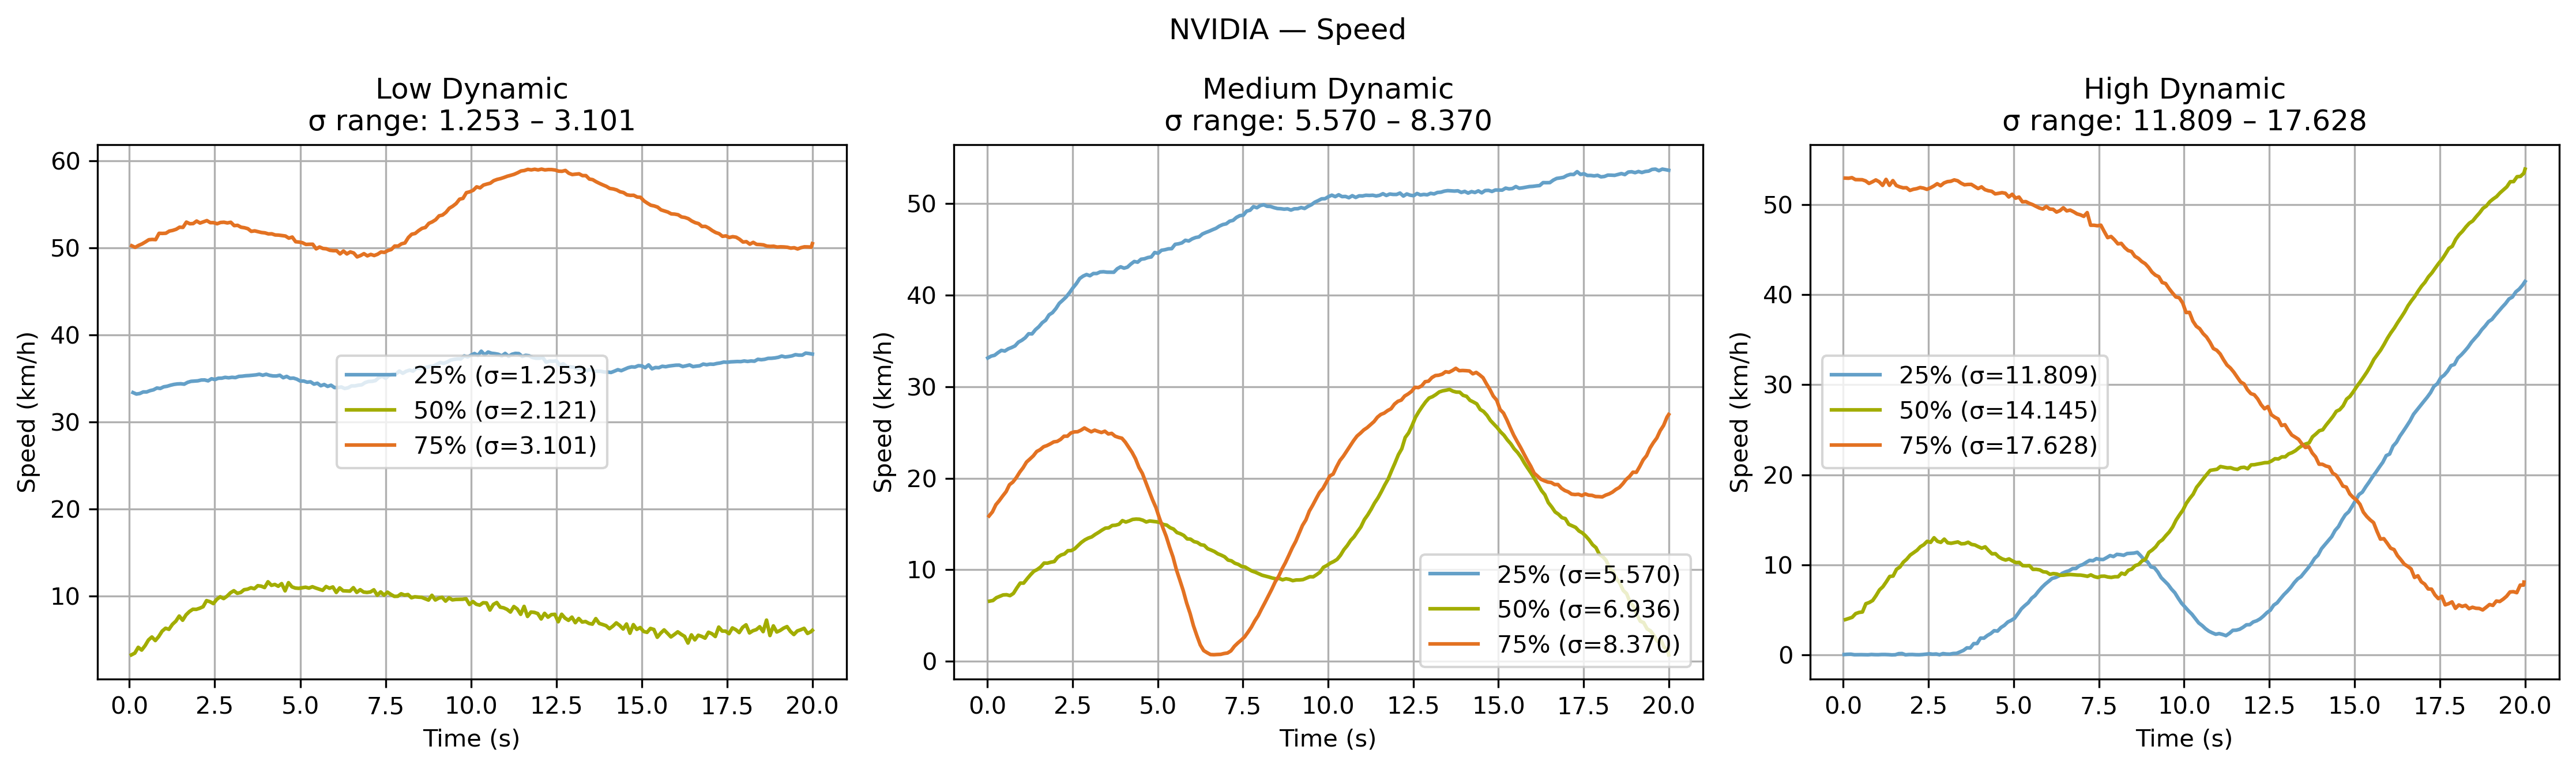 NVIDIA — Speed
Low Dynamic
σ range: 1.253 – 3.101
Speed (km/h)
60
50
40
30
20
10
25% (σ=1.253)
50% (σ=2.121)
75% (σ=3.101)
0.0 2.5 5.0 7.5 10.0 12.5 15.0 17.5 20.0
Time (s)
Medium Dynamic
σ range: 5.570 – 8.370
Speed (km/h)
50
40
30
20
10
0
25% (σ=5.570)
50% (σ=6.936)
75% (σ=8.370)
0.0 2.5 5.0 7.5 10.0 12.5 15.0 17.5 20.0
Time (s)
High Dynamic
σ range: 11.809 – 17.628
Speed (km/h)
50
40
30
20
10
0
25% (σ=11.809)
50% (σ=14.145)
75% (σ=17.628)
0.0 2.5 5.0 7.5 10.0 12.5 15.0 17.5 20.0
Time (s)